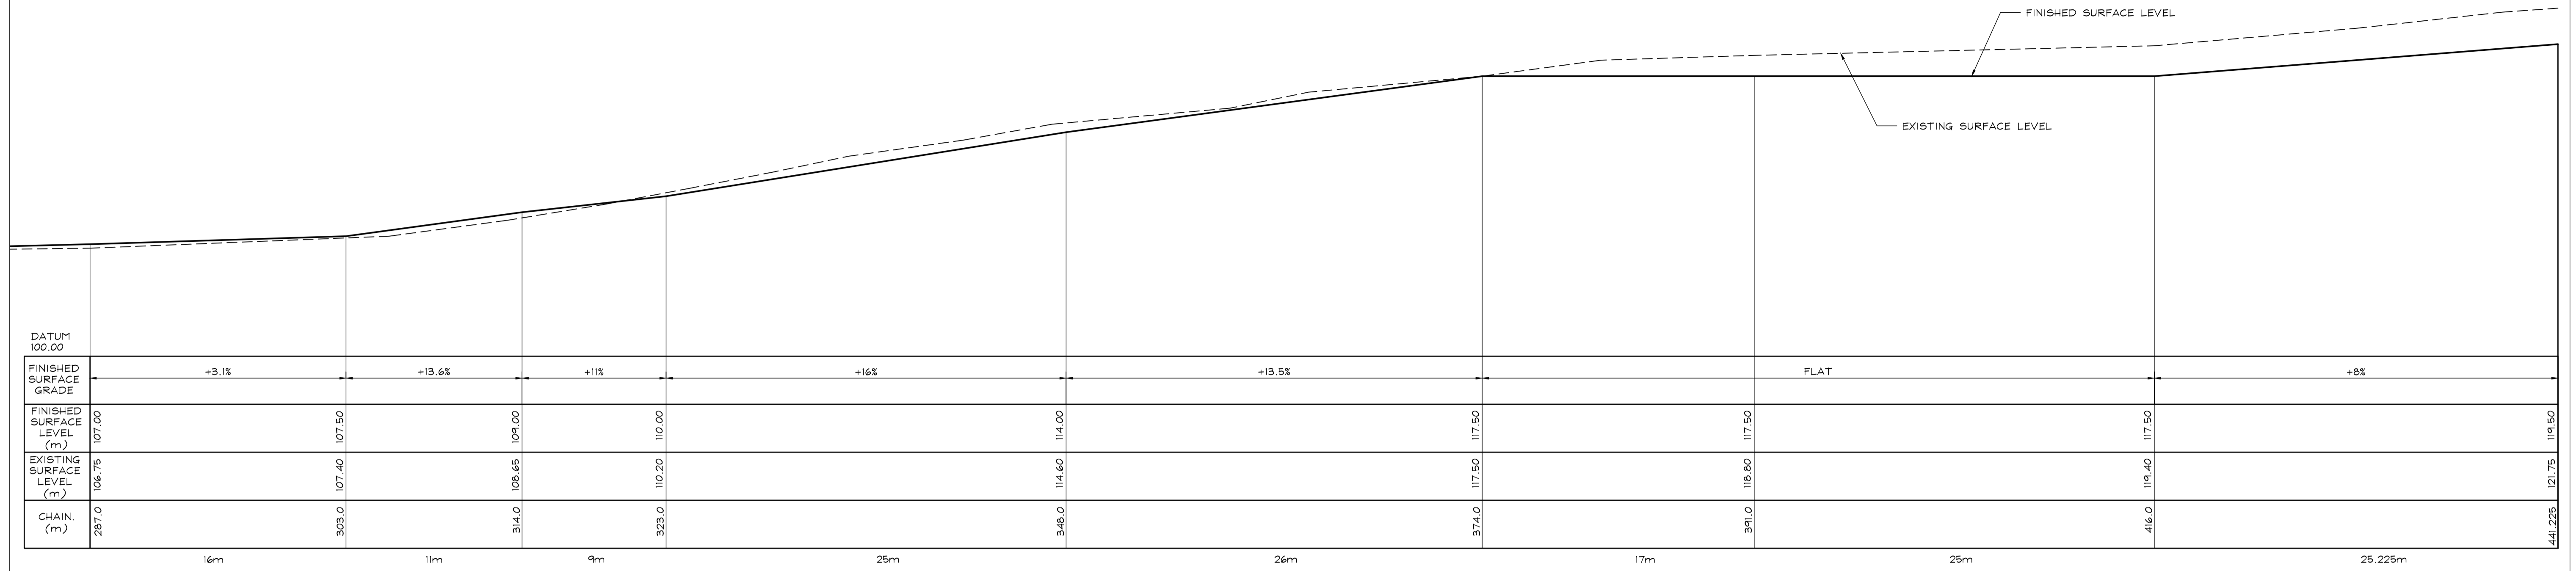 FINISHED SURFACE LEVEL
EXISTING SURFACE LEVEL
DATUM
100.00
FINISHED
SURFACE
GRADE
+3.1%
+13.6%
+11%
+16%
+13.5%
FLAT
+8%
FINISHED
SURFACE
LEVEL
(m)
107.00
107.50
109.00
110.00
114.00
117.50
117.50
117.50
119.50
EXISTING
SURFACE
LEVEL
(m)
106.75
107.40
108.65
110.20
114.60
117.50
118.80
119.40
121.75
CHAIN.
(m)
287.0
303.0
314.0
323.0
348.0
374.0
391.0
416.0
441.225
16m
11m
9m
25m
26m
17m
25m
25.225m